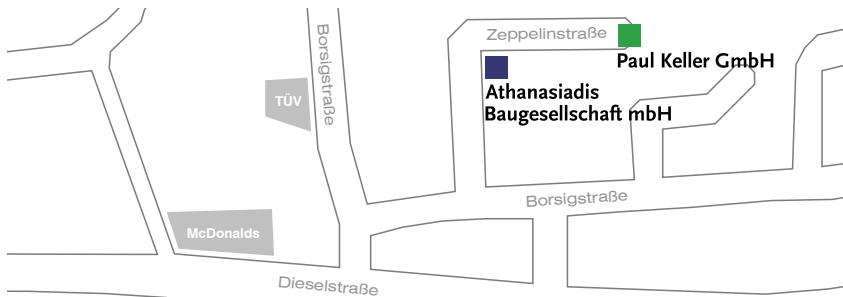 Zeppelinstraße
Paul Keller GmbH
Borsigstraße
TÜV
Athanasiadis
Baugesellschaft mbH
Borsigstraße
McDonalds
Dieselstraße